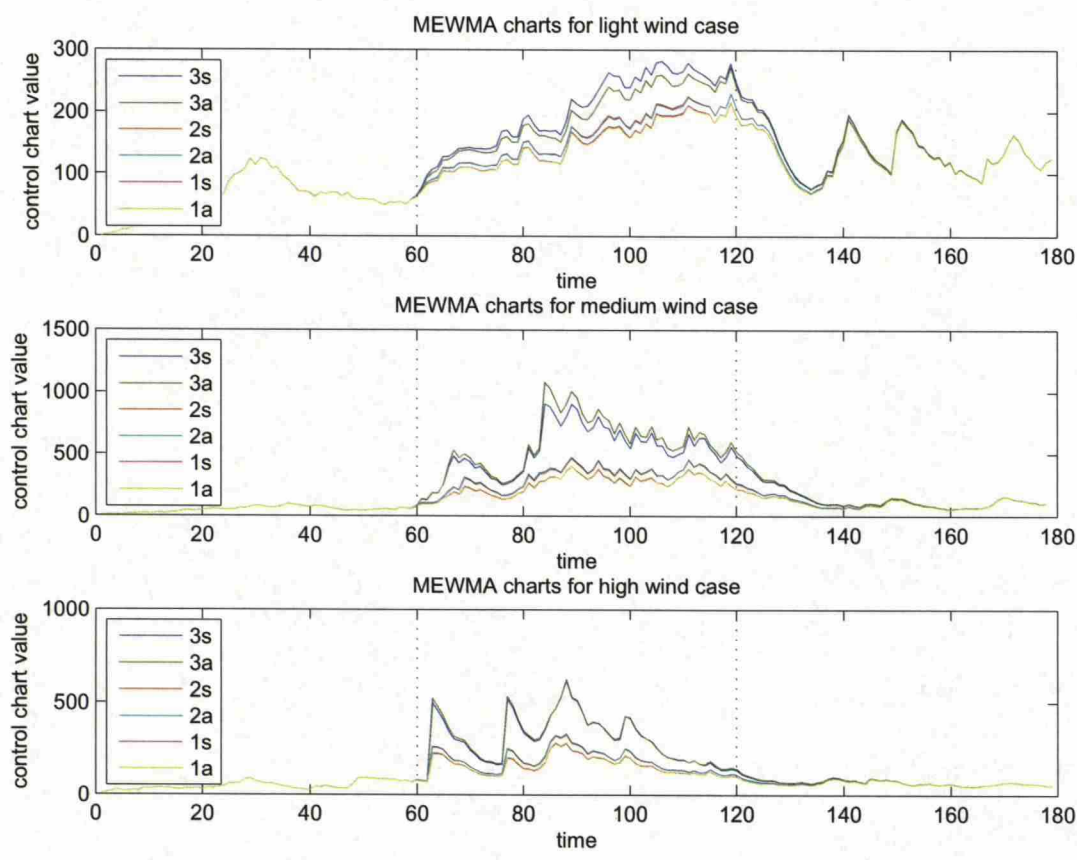 MEWMA charts for light wind case
control chart value
300
200
100
0
3s
3a
2s
2a
1s
1a
0 20 40 60 80 100 120 140 160 180
time
MEWMA charts for medium wind case
control chart value
1500
1000
500
0
3s
3a
2s
2a
1s
1a
0 20 40 60 80 100 120 140 160 180
time
MEWMA charts for high wind case
control chart value
1000
500
0
3s
3a
2s
2a
1s
1a
0 20 40 60 80 100 120 140 160 180
time